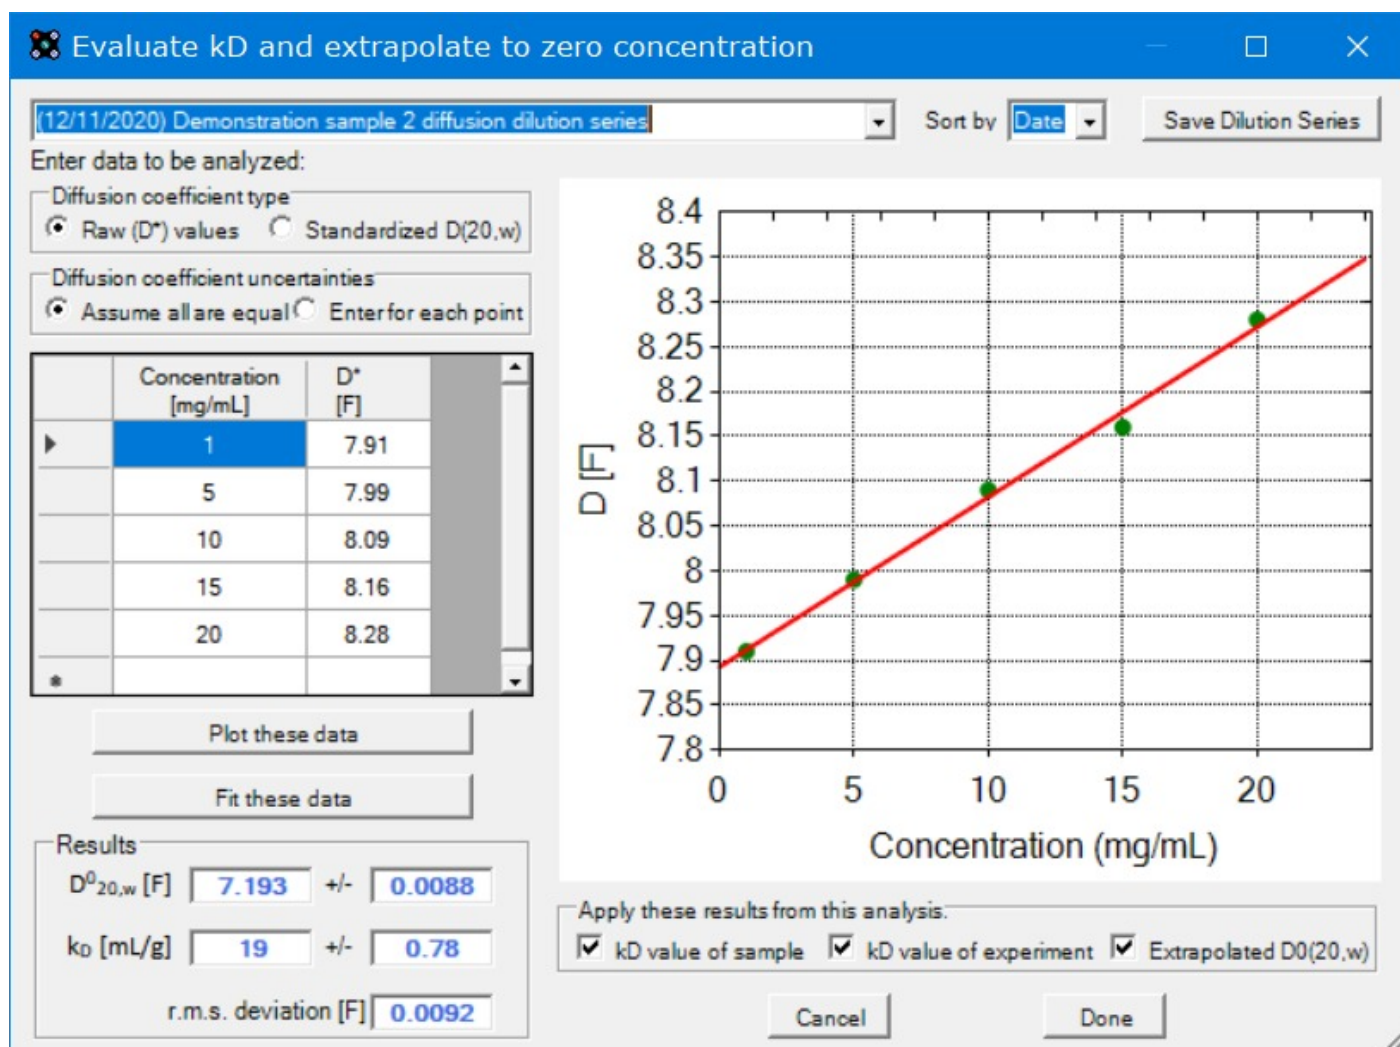 Evaluate kD and extrapolate to zero concentration
(12/11/2020) Demonstration sample 2 diffusion dilution series
Sort by Date
Save Dilution Series
Enter data to be analyzed:
Diffusion coefficient type
Raw (D*) values Standardized D(20,w)
Diffusion coefficient uncertainties
Assume all are equal Enter for each point
Concentration [mg/mL] D* [F]
1 7.91
5 7.99
10 8.09
15 8.16
20 8.28
*
Plot these data
Fit these data
Results
D⁰20,w [F] 7.193 +/- 0.0088
kD [mL/g] 19 +/- 0.78
r.m.s. deviation [F] 0.0092
8.4
8.35
8.3
8.25
8.2
8.15
8.1
8.05
8
7.95
7.9
7.85
7.8
D [F]
0 5 10 15 20
Concentration (mg/mL)
Apply these results from this analysis.
kD value of sample kD value of experiment Extrapolated D0(20,w)
Cancel Done